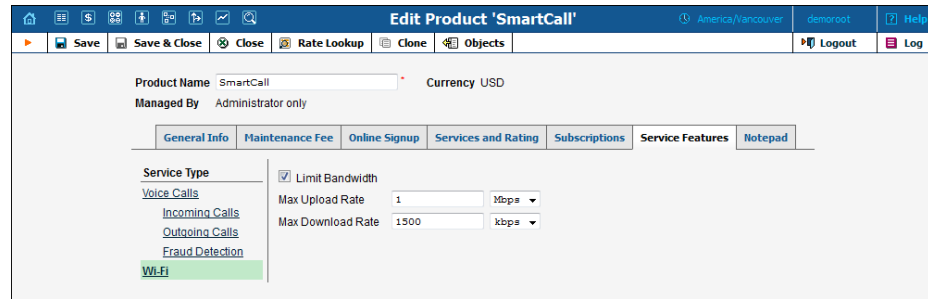 Edit Product 'SmartCall'
America/Vancouver
demoroot
Help
Save
Save & Close
Close
Rate Lookup
Clone
Objects
Logout
Log
Product Name SmartCall * Currency USD
Managed By Administrator only
General Info Maintenance Fee Online Signup Services and Rating Subscriptions Service Features Notepad
Service Type
Voice Calls
Incoming Calls
Outgoing Calls
Fraud Detection
Wi-Fi
Limit Bandwidth
Max Upload Rate 1 Mbps
Max Download Rate 1500 kbps